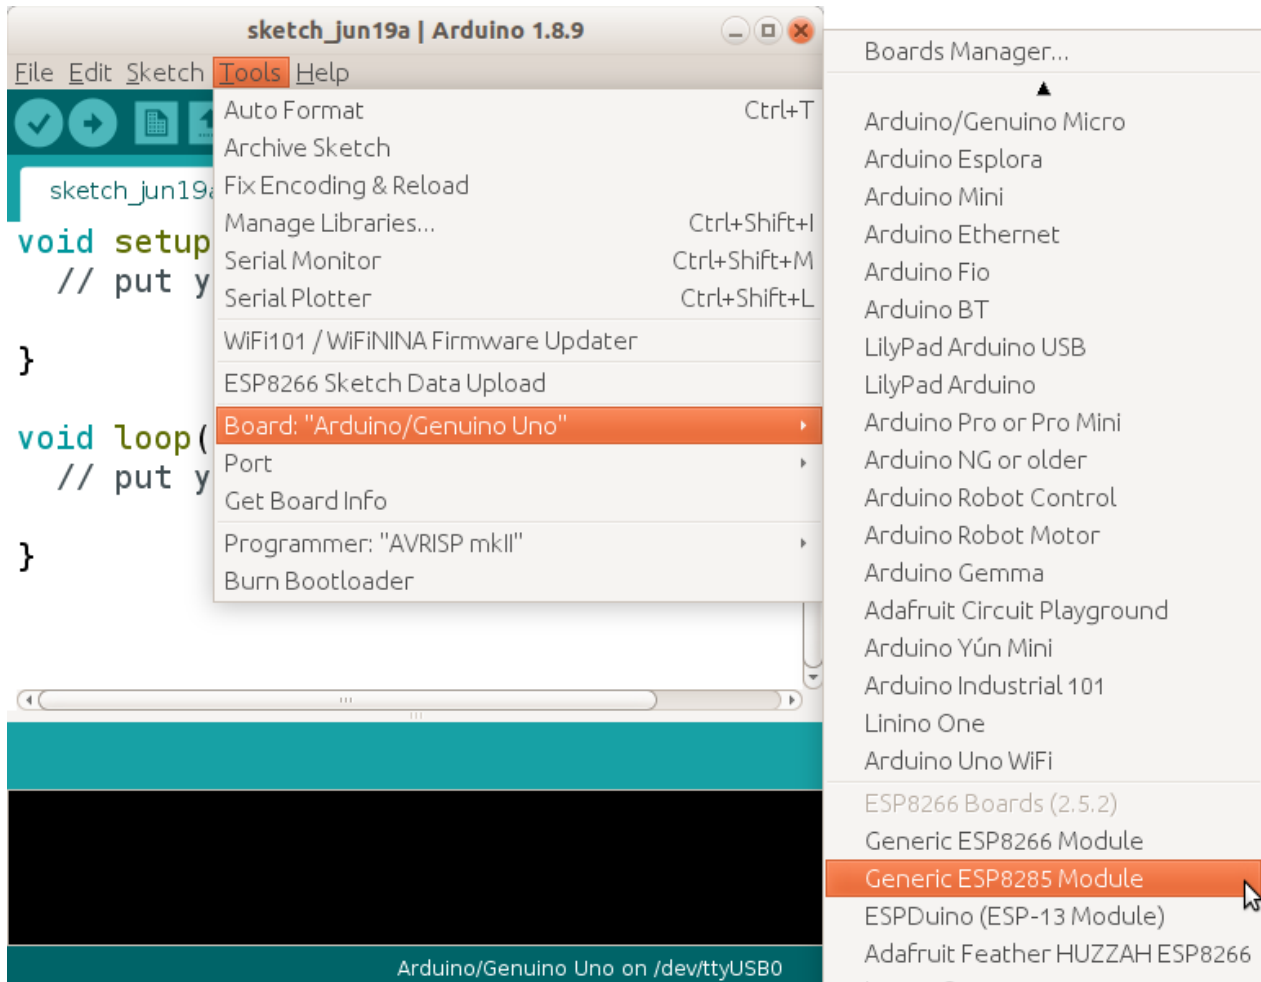 sketch_jun19a | Arduino 1.8.9
File Edit Sketch Tools Help
sketch_jun19a
void setup
// put y
}
void loop(
// put y
}
Auto Format Ctrl+T
Archive Sketch
Fix Encoding & Reload
Manage Libraries... Ctrl+Shift+I
Serial Monitor Ctrl+Shift+M
Serial Plotter Ctrl+Shift+L
WiFi101 / WiFiNINA Firmware Updater
ESP8266 Sketch Data Upload
Board: "Arduino/Genuino Uno"
Port
Get Board Info
Programmer: "AVRISP mkII"
Burn Bootloader
Boards Manager...
Arduino/Genuino Micro
Arduino Esplora
Arduino Mini
Arduino Ethernet
Arduino Fio
Arduino BT
LilyPad Arduino USB
LilyPad Arduino
Arduino Pro or Pro Mini
Arduino NG or older
Arduino Robot Control
Arduino Robot Motor
Arduino Gemma
Adafruit Circuit Playground
Arduino Yún Mini
Arduino Industrial 101
Linino One
Arduino Uno WiFi
ESP8266 Boards (2.5.2)
Generic ESP8266 Module
Generic ESP8285 Module
ESPDuino (ESP-13 Module)
Adafruit Feather HUZZAH ESP8266
Arduino/Genuino Uno on /dev/ttyUSB0